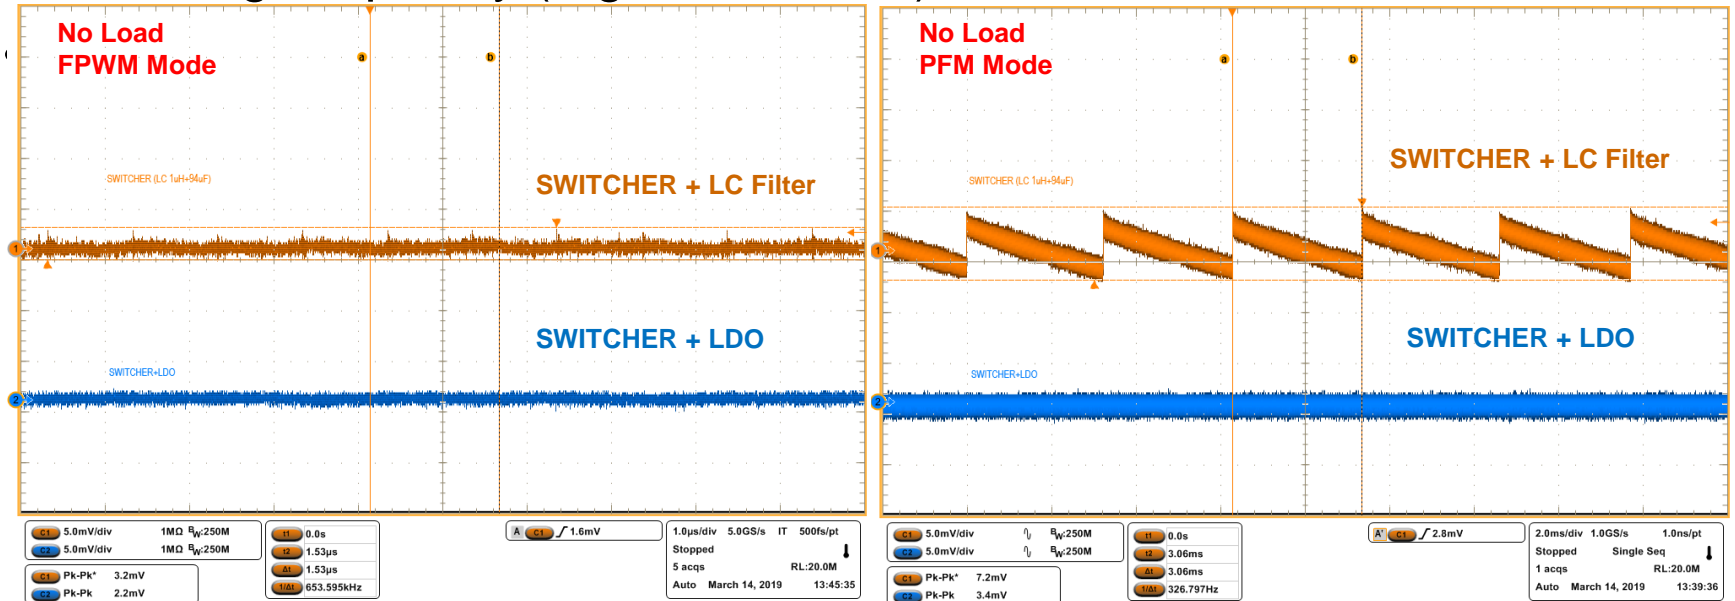 No Load
FPWM Mode
a
b
SWITCHER (LC 1uH+94uF)
SWITCHER + LC Filter
1
SWITCHER + LDO
SWITCHER+LDO
2
C1 5.0mV/div 1MΩ BW:250M
C2 5.0mV/div 1MΩ BW:250M
C1 Pk-Pk* 3.2mV
C2 Pk-Pk 2.2mV
t1 0.0s
t2 1.53µs
Δt 1.53µs
1/Δt 653.595kHz
A C1 1.6mV
1.0µs/div 5.0GS/s IT 500fs/pt
Stopped
5 acqs RL:20.0M
Auto March 14, 2019 13:45:35
No Load
PFM Mode
a
b
SWITCHER + LC Filter
SWITCHER (LC 1uH+94uF)
1
SWITCHER + LDO
SWITCHER+LDO
2
C1 5.0mV/div BW:250M
C2 5.0mV/div BW:250M
C1 Pk-Pk* 7.2mV
C2 Pk-Pk 3.4mV
t1 0.0s
t2 3.06ms
Δt 3.06ms
1/Δt 326.797Hz
A' C1 2.8mV
2.0ms/div 1.0GS/s 1.0ns/pt
Stopped Single Seq
1 acqs RL:20.0M
Auto March 14, 2019 13:39:36